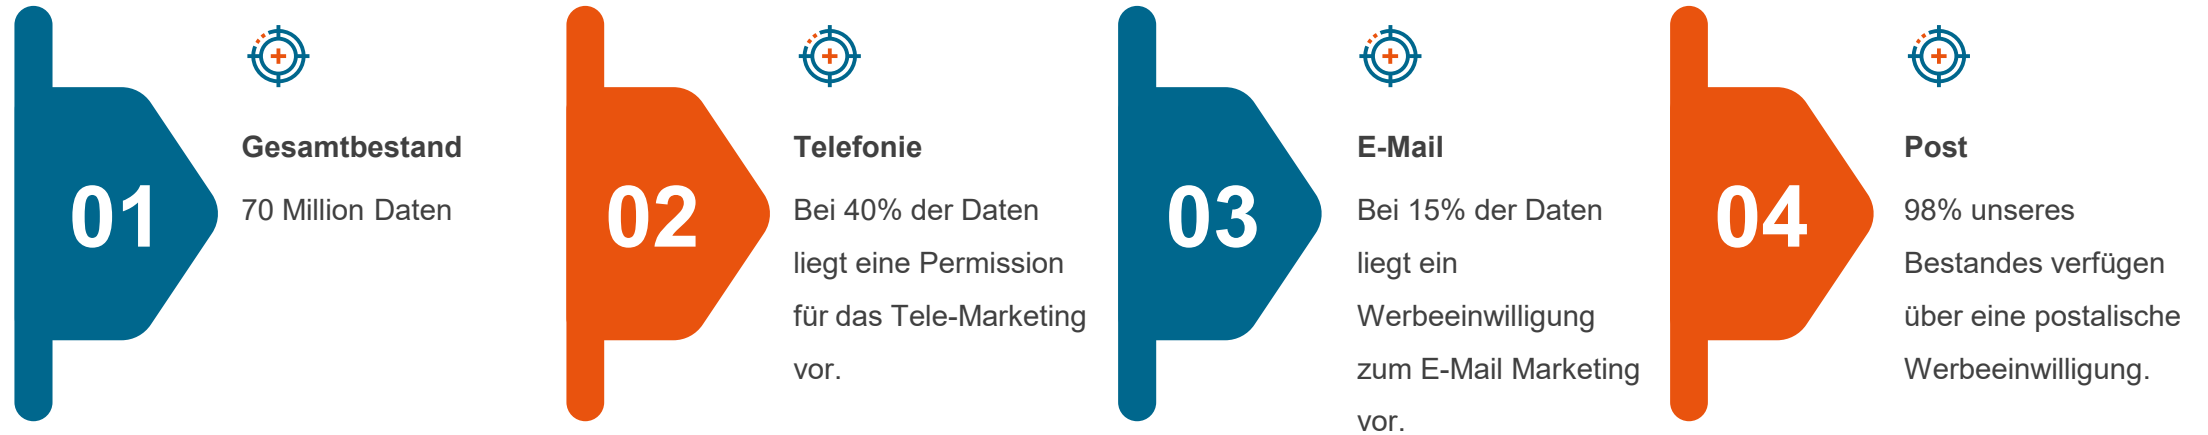 01
Gesamtbestand
70 Million Daten
02
Telefonie
Bei 40% der Daten
liegt eine Permission
für das Tele-Marketing
vor.
03
E-Mail
Bei 15% der Daten
liegt ein
Werbeeinwilligung
zum E-Mail Marketing
vor.
04
Post
98% unseres
Bestandes verfügen
über eine postalische
Werbeeinwilligung.